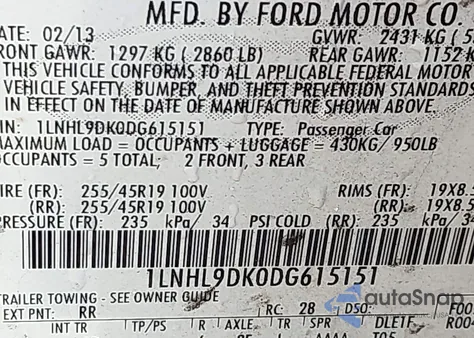 MFD. BY FORD MOTOR CO.
DATE: 02/13 GVWR: 2431 KG
FRONT GAWR: 1297 KG ( 2860 LB) REAR GAWR: 1152
THIS VEHICLE CONFORMS TO ALL APPLICABLE FEDERAL MOTOR
VEHICLE SAFETY, BUMPER, AND THEFT PREVENTION STANDARDS
IN EFFECT ON THE DATE OF MANUFACTURE SHOWN ABOVE.
VIN: 1LNHL9DK0DG615151 TYPE: Passenger Car
MAXIMUM LOAD = OCCUPANTS + LUGGAGE = 430KG/ 950LB
OCCUPANTS = 5 TOTAL; 2 FRONT, 3 REAR
TIRE (FR): 255/45R19 100V RIMS (FR): 19X8.
(RR): 255/45R19 100V (RR): 19X8.
PRESSURE (FR): 235 kPa/ 34 PSI COLD (RR): 235 kPa/
1LNHL9DK0DG615151
TRAILER TOWING - SEE OWNER GUIDE
EXT PNT: RR RC: 28 DSO:
INT TR TP/PS R AXLE TR SPR
DLE1F
autoSnap